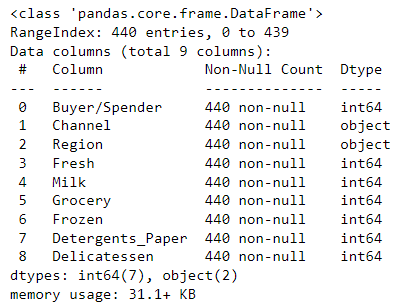 <class 'pandas.core.frame.DataFrame'>
RangeIndex: 440 entries, 0 to 439
Data columns (total 9 columns):
 #   Column            Non-Null Count  Dtype
---  ------            --------------  -----
 0   Buyer/Spender     440 non-null    int64
 1   Channel           440 non-null    object
 2   Region            440 non-null    object
 3   Fresh             440 non-null    int64
 4   Milk              440 non-null    int64
 5   Grocery           440 non-null    int64
 6   Frozen            440 non-null    int64
 7   Detergents_Paper  440 non-null    int64
 8   Delicatessen      440 non-null    int64
dtypes: int64(7), object(2)
memory usage: 31.1+ KB